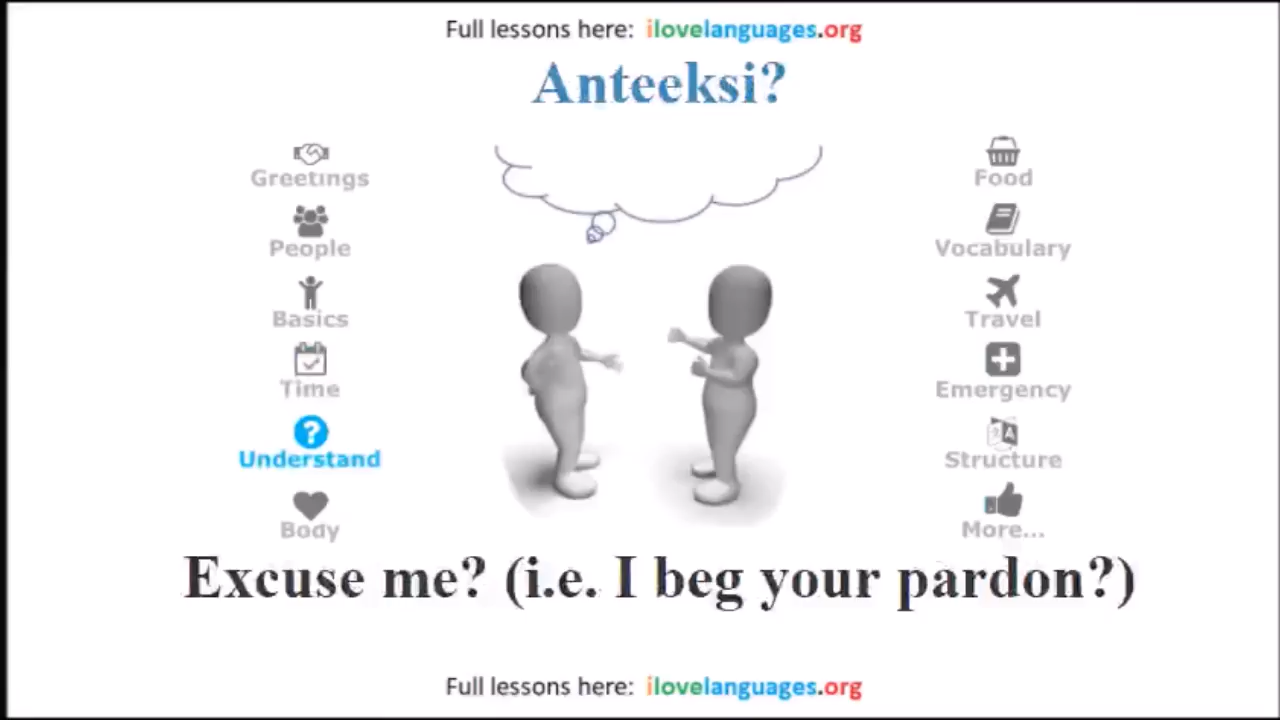 Full lessons here: ilovelanguages.org
Anteeksi?
Greetings
People
Basics
Time
Understand
Body
Food
Vocabulary
Travel
Emergency
Structure
More...
Excuse me? (i.e. I beg your pardon?)
Full lessons here: ilovelanguages.org